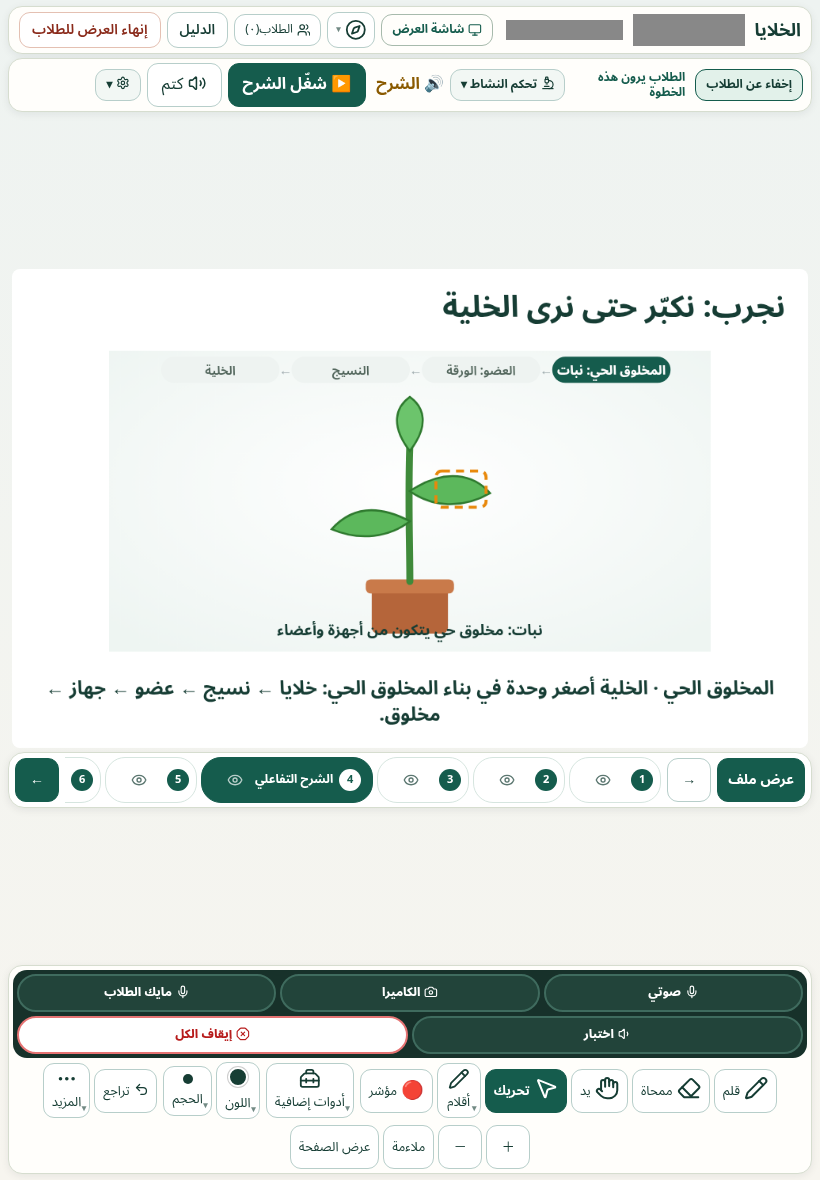 الخلايا
شاشة العرض
الطلاب (٠)
الدليل
إنهاء العرض للطلاب
إخفاء عن الطلاب
الطلاب يرون هذه
الخطوة
تحكم النشاط ▾
🔊 الشرح
▶️ شغّل الشرح
كتم
▾
نجرب: نكبّر حتى نرى الخلية
المخلوق الحي: نبات ← العضو: الورقة ← النسيج ← الخلية
نبات: مخلوق حي يتكون من أجهزة وأعضاء
المخلوق الحي · الخلية أصغر وحدة في بناء المخلوق الحي: خلايا ← نسيج ← عضو ← جهاز ←
مخلوق.
عرض ملف
→
1
2
3
4 الشرح التفاعلي
5
6
←
صوتي
الكاميرا
مايك الطلاب
اختبار
إيقاف الكل
قلم
ممحاة
يد
تحريك
أقلام
مؤشر
أدوات إضافية
اللون
الحجم
تراجع
المزيد
+
−
ملاءمة
عرض الصفحة